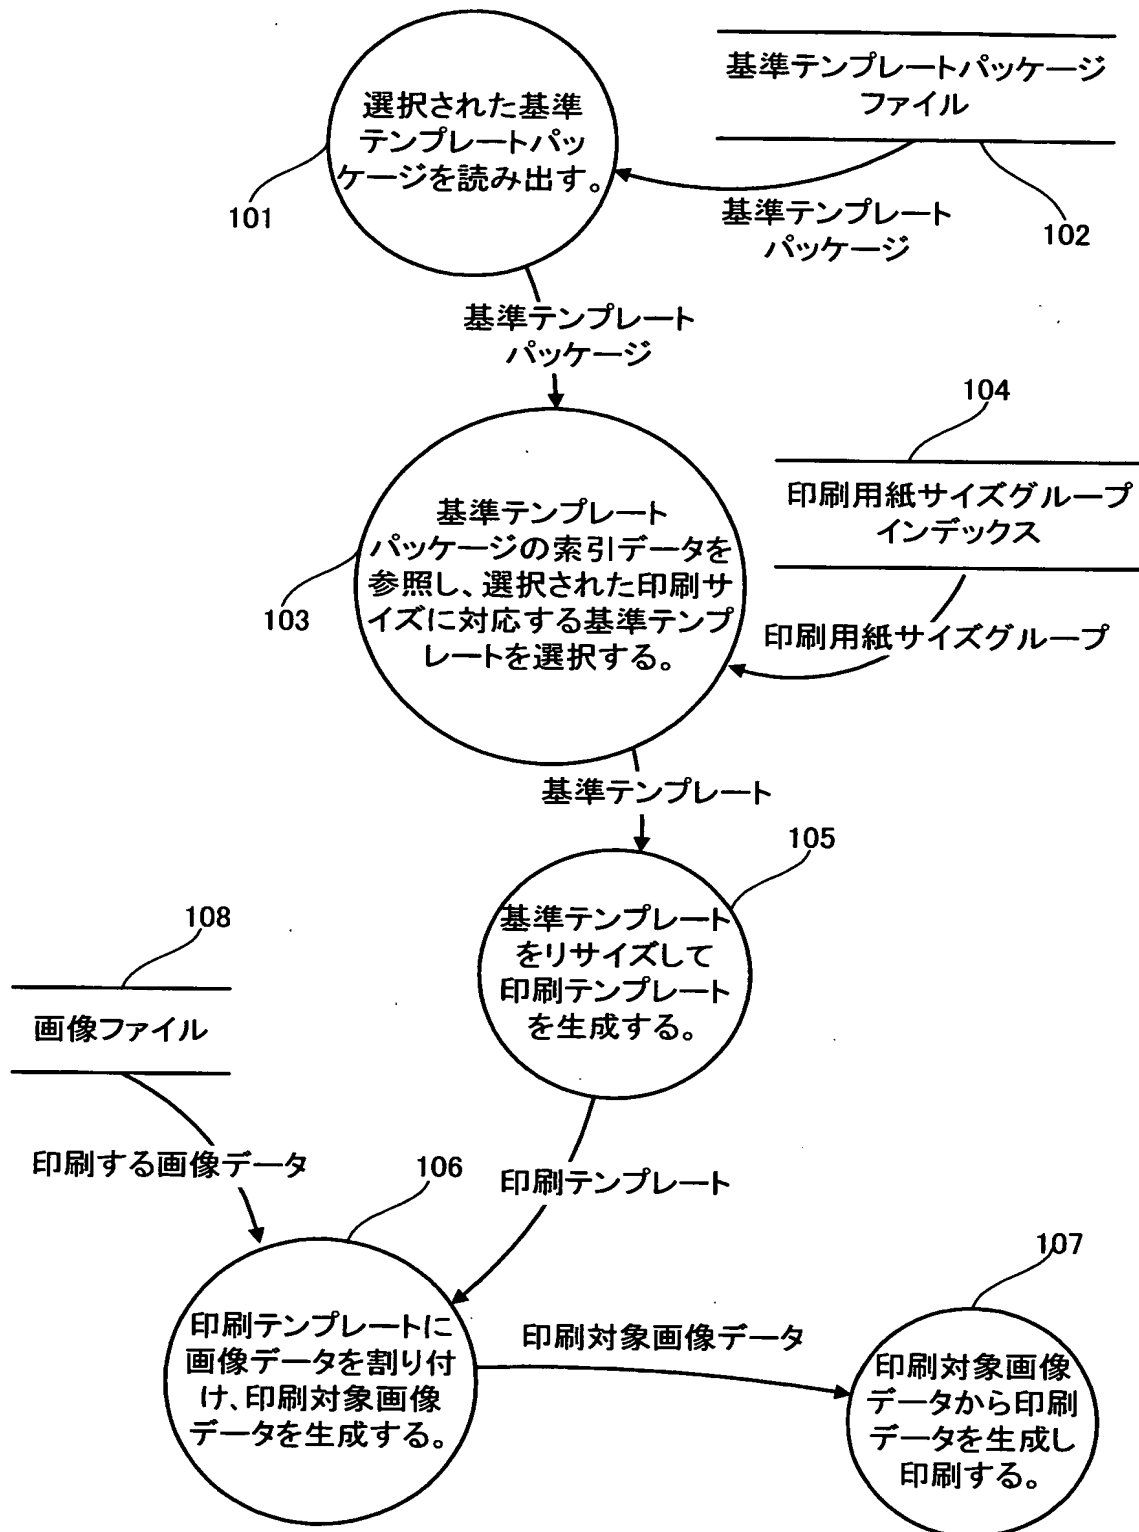 選択された基準
テンプレートパッ
ケージを読み出す。
101
基準テンプレートパッケージ
ファイル
102
基準テンプレート
パッケージ
基準テンプレート
パッケージ
104
印刷用紙サイズグループ
インデックス
基準テンプレート
パッケージの索引データを
参照し、選択された印刷サ
イズに対応する基準テンプ
レートを選択する。
103
印刷用紙サイズグループ
基準テンプレート
105
基準テンプレート
をリサイズして
印刷テンプレート
を生成する。
108
画像ファイル
印刷する画像データ
印刷テンプレート
106
印刷テンプレートに
画像データを割り付
け、印刷対象画像
データを生成する。
印刷対象画像データ
107
印刷対象画像
データから印刷
データを生成し
印刷する。